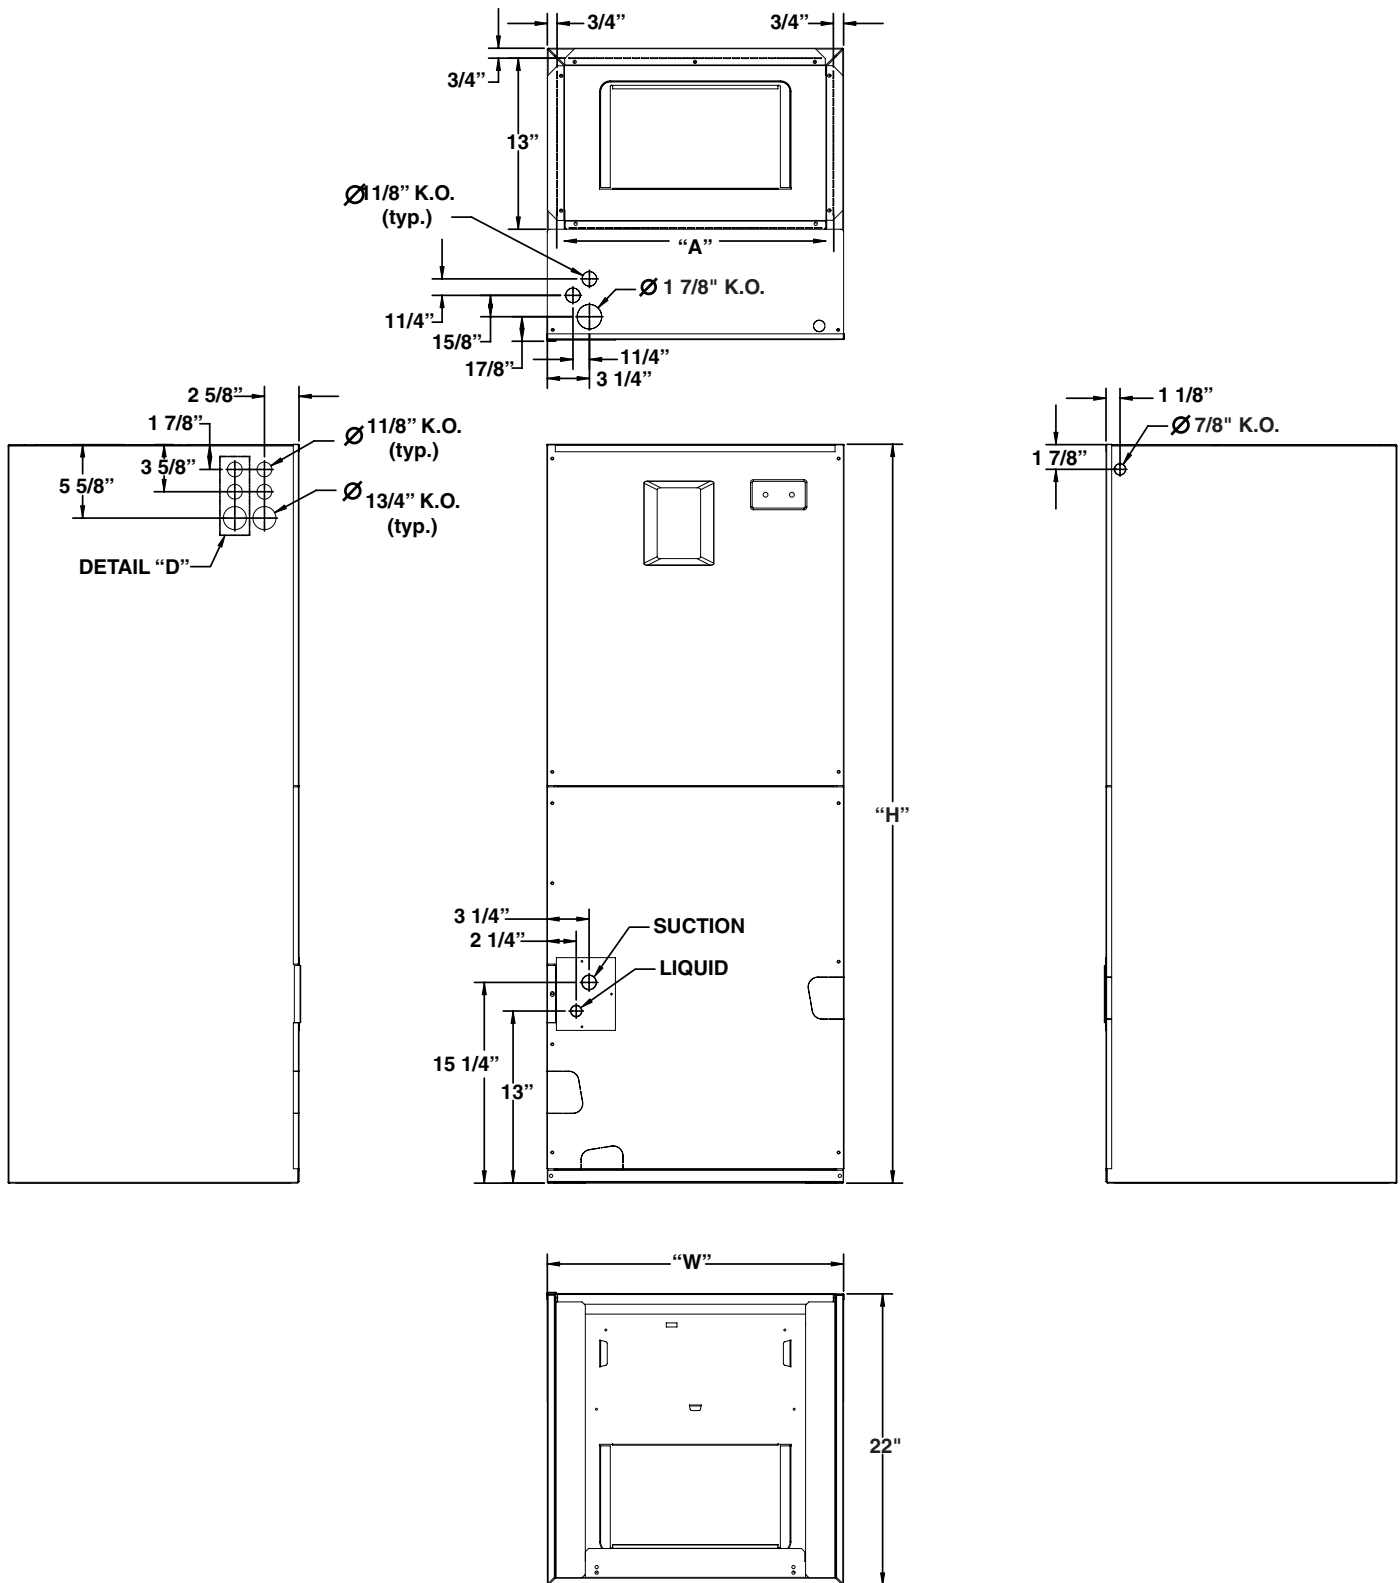 3/4” 3/4”
3/4”
13”
Ø11/8” K.O.
(typ.)
“A”
Ø 1 7/8" K.O.
11/4”
15/8”
17/8”
11/4”
3 1/4”
2 5/8”
1 7/8”
3 5/8”
5 5/8”
Ø 11/8” K.O.
(typ.)
Ø 13/4” K.O.
(typ.)
DETAIL “D”
1 1/8”
Ø 7/8" K.O.
1 7/8”
“H”
3 1/4”
2 1/4”
SUCTION
LIQUID
15 1/4”
13”
“W”
22"